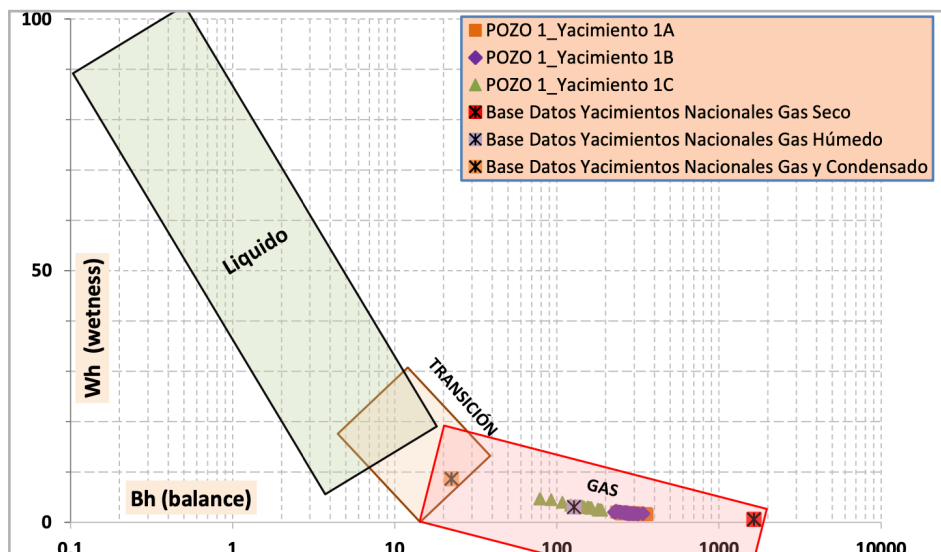 100
50
0
Wh (wetness)
Bh (balance)
Liquido
TRANSICIÓN
GAS
POZO 1_Yacimiento 1A
POZO 1_Yacimiento 1B
POZO 1_Yacimiento 1C
Base Datos Yacimientos Nacionales Gas Seco
Base Datos Yacimientos Nacionales Gas Húmedo
Base Datos Yacimientos Nacionales Gas y Condensado
0.1 1 10 100 1000 10000